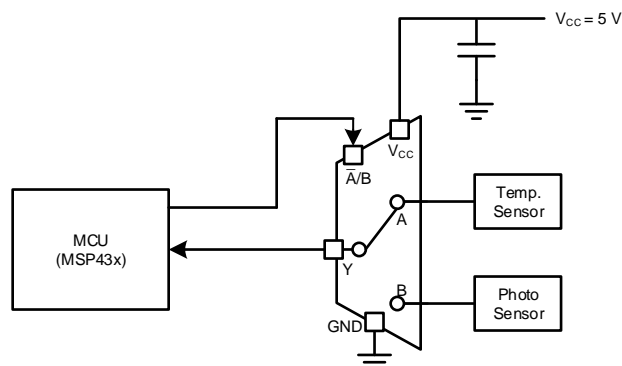 V_CC = 5 V
V_CC
A̅/B
Temp.
Sensor
A
MCU
(MSP43x)
Y
B
Photo
Sensor
GND